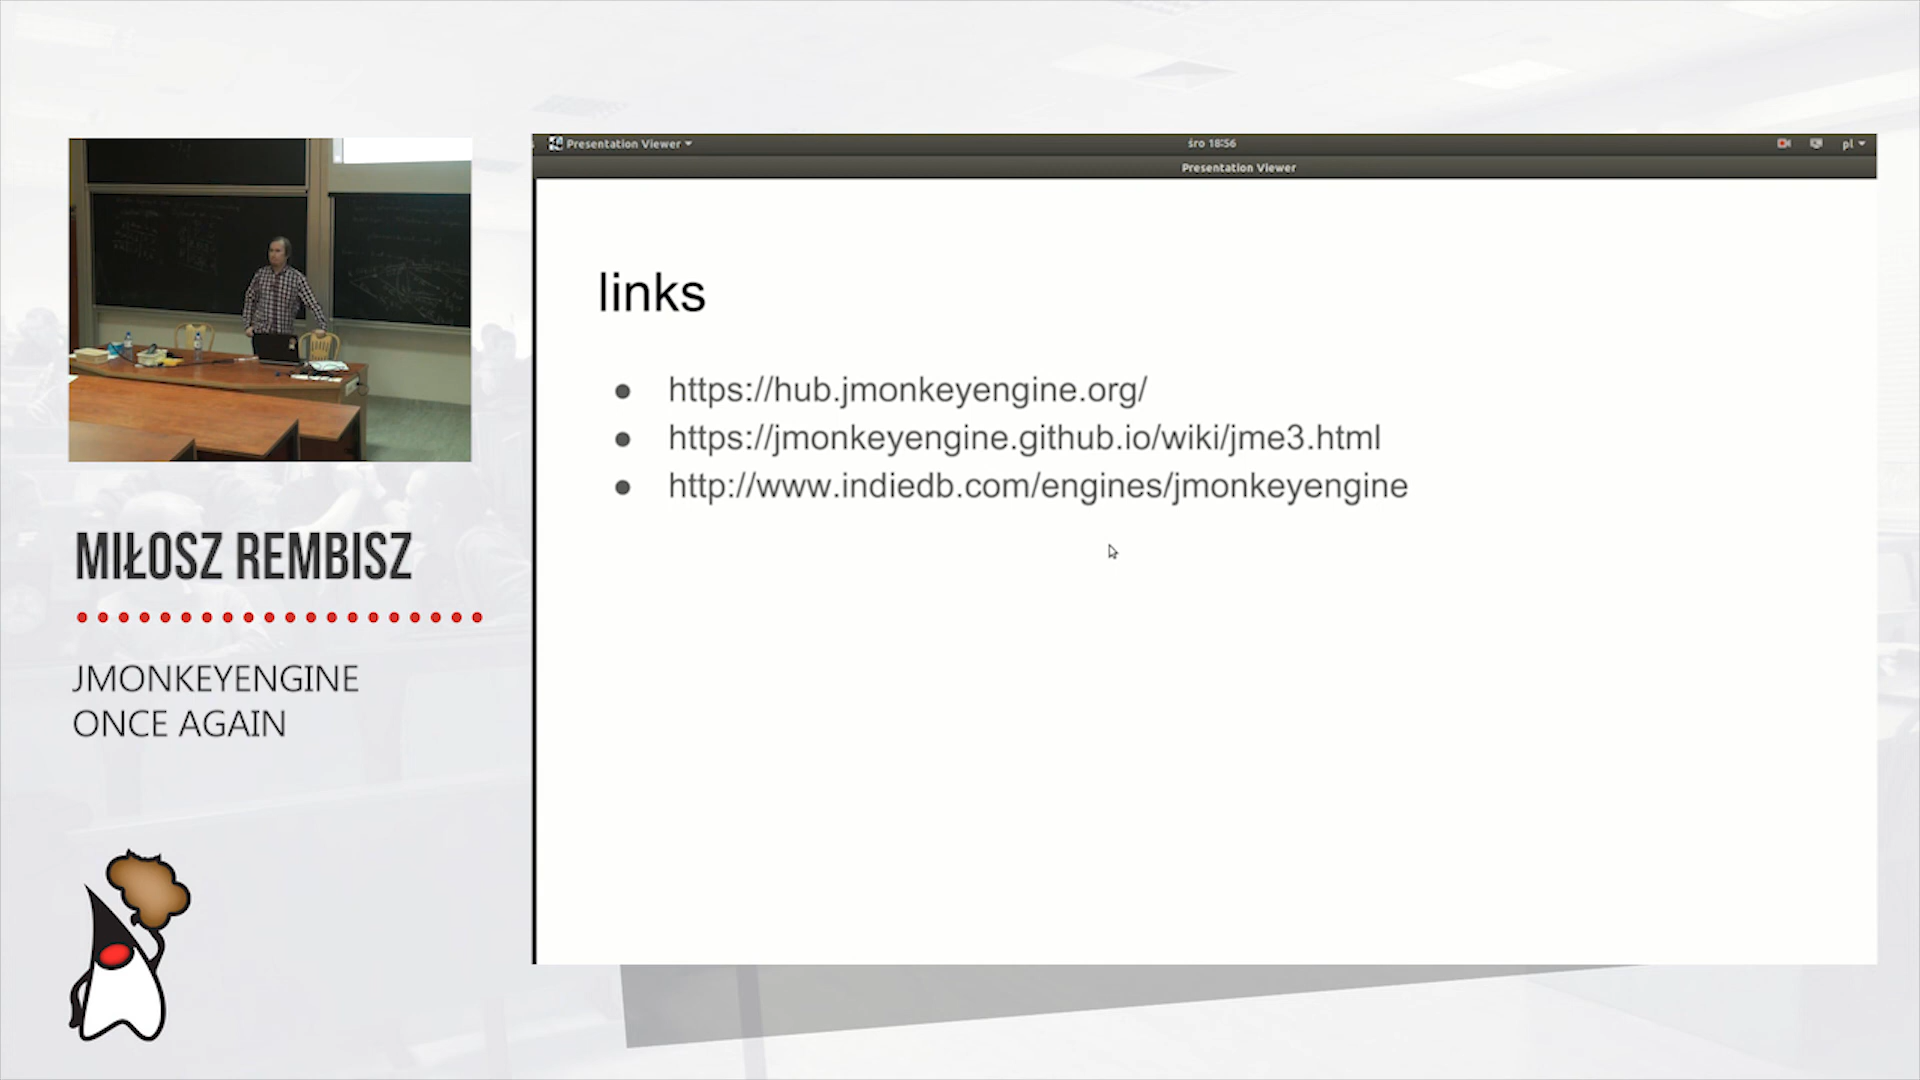 Presentation Viewer
śro 18:56
pl
Presentation Viewer
links
https://hub.jmonkeyengine.org/
https://jmonkeyengine.github.io/wiki/jme3.html
http://www.indiedb.com/engines/jmonkeyengine
MIŁOSZ REMBISZ
JMONKEYENGINE
ONCE AGAIN